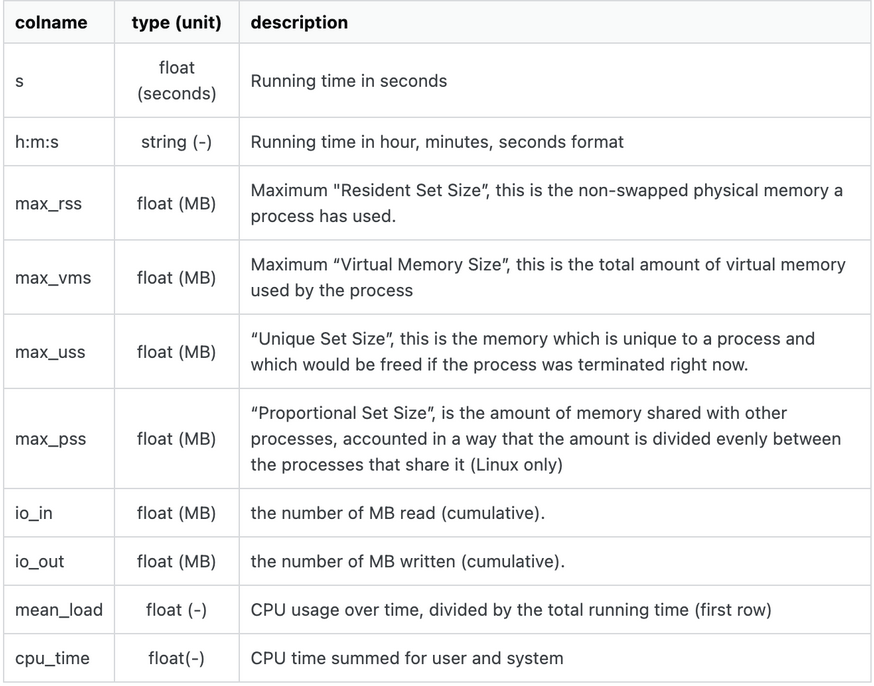 colname type (unit) description
s float (seconds) Running time in seconds
h:m:s string (-) Running time in hour, minutes, seconds format
max_rss float (MB) Maximum "Resident Set Size”, this is the non-swapped physical memory a
process has used.
max_vms float (MB) Maximum “Virtual Memory Size”, this is the total amount of virtual memory
used by the process
max_uss float (MB) “Unique Set Size”, this is the memory which is unique to a process and
which would be freed if the process was terminated right now.
max_pss float (MB) “Proportional Set Size”, is the amount of memory shared with other
processes, accounted in a way that the amount is divided evenly between
the processes that share it (Linux only)
io_in float (MB) the number of MB read (cumulative).
io_out float (MB) the number of MB written (cumulative).
mean_load float (-) CPU usage over time, divided by the total running time (first row)
cpu_time float(-) CPU time summed for user and system